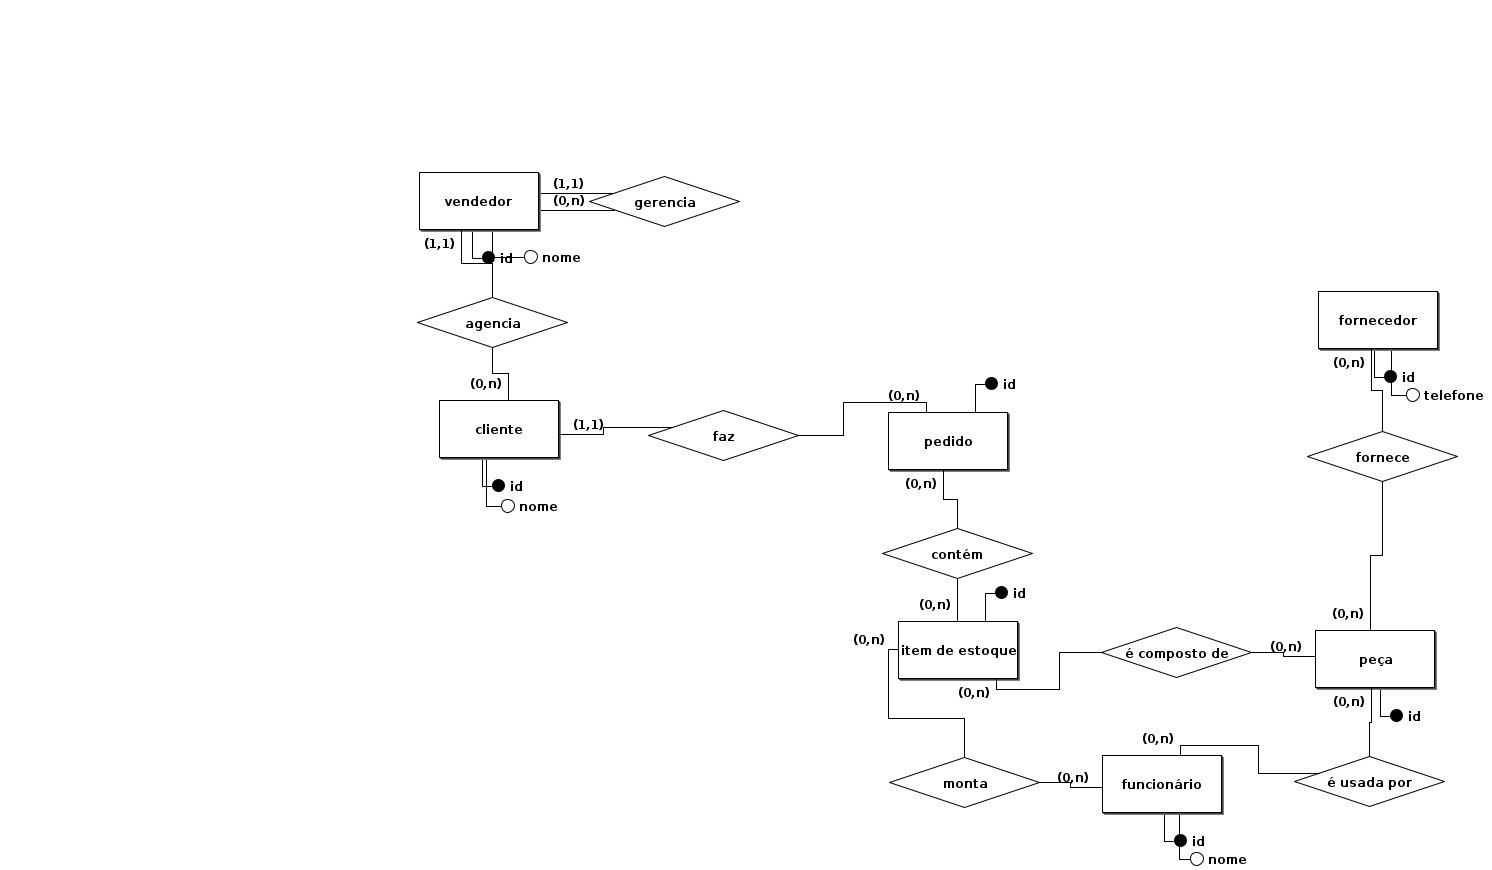 (1,1)
vendedor
(0,n)
gerencia
(1,1)
id
nome
agencia
fornecedor
(0,n)
id
telefone
(0,n)
id
(0,n)
cliente
(1,1)
faz
pedido
fornece
(0,n)
id
nome
contém
id
(0,n)
(0,n)
(0,n)
item de estoque
é composto de
(0,n)
peça
(0,n)
(0,n)
id
(0,n)
monta
(0,n)
funcionário
é usada por
id
nome